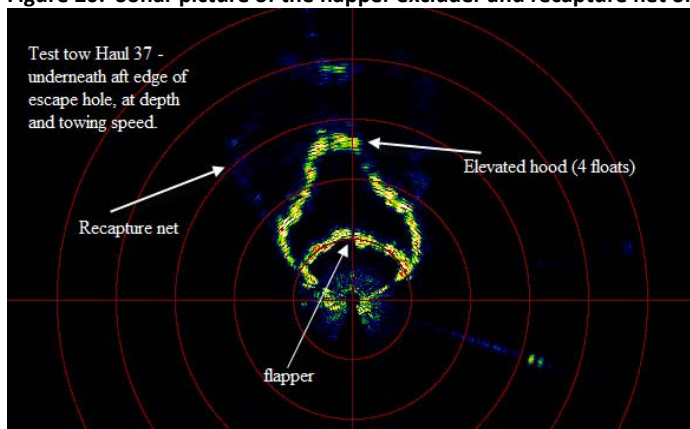 Test tow Haul 37 -
underneath aft edge of
escape hole, at depth
and towing speed.
Elevated hood (4 floats)
Recapture net
flapper